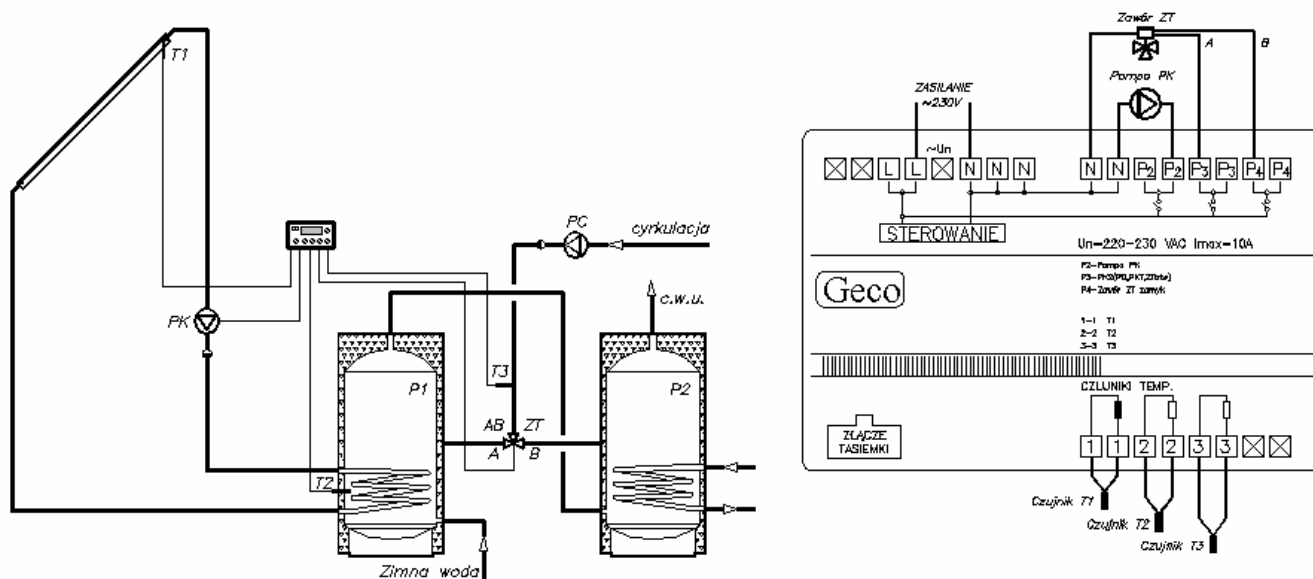 T1
PK
PC
cyrkulacja
c.w.u.
P1
P2
T3
AB ZT
A B
T2
Zimna woda
Zawór ZT
A
B
Pompa PK
ZASILANIE
~230V
~Un
L L N N N N N P2 P2 P3 P3 P4 P4
STEROWANIE
Un=220-230 VAC Imax=10A
P2-Pompa PK
P4-Zawór ZT zamyk
Geco
1-1 T1
2-2 T2
3-3 T3
CZUJNIKI TEMP.
ZŁĄCZE
TASIEMKI
1 1 2 2 3 3
Czujnik T1
Czujnik T2
Czujnik T3